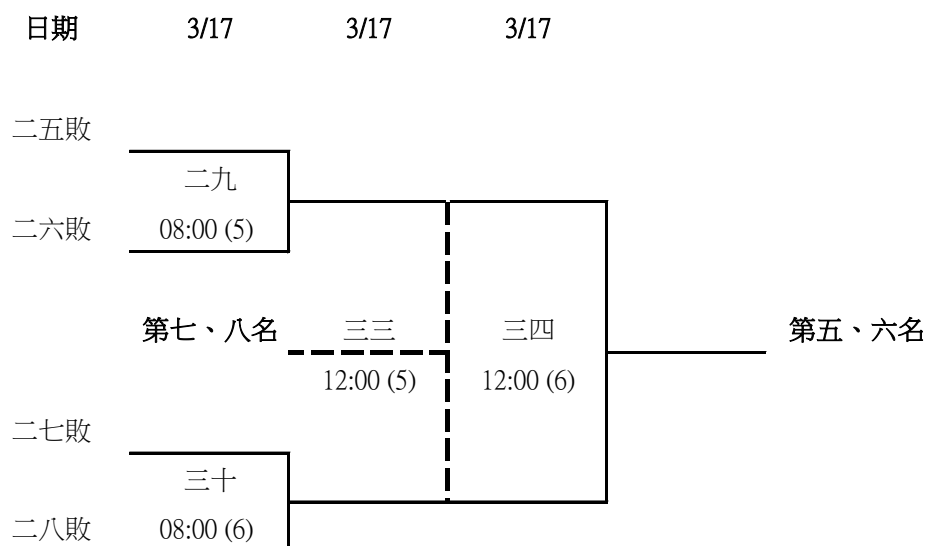 日期 3/17 3/17 3/17
二五敗
二九
二六敗 08:00 (5)
第七、八名 三三 三四 第五、六名
12:00 (5) 12:00 (6)
二七敗
三十
二八敗 08:00 (6)